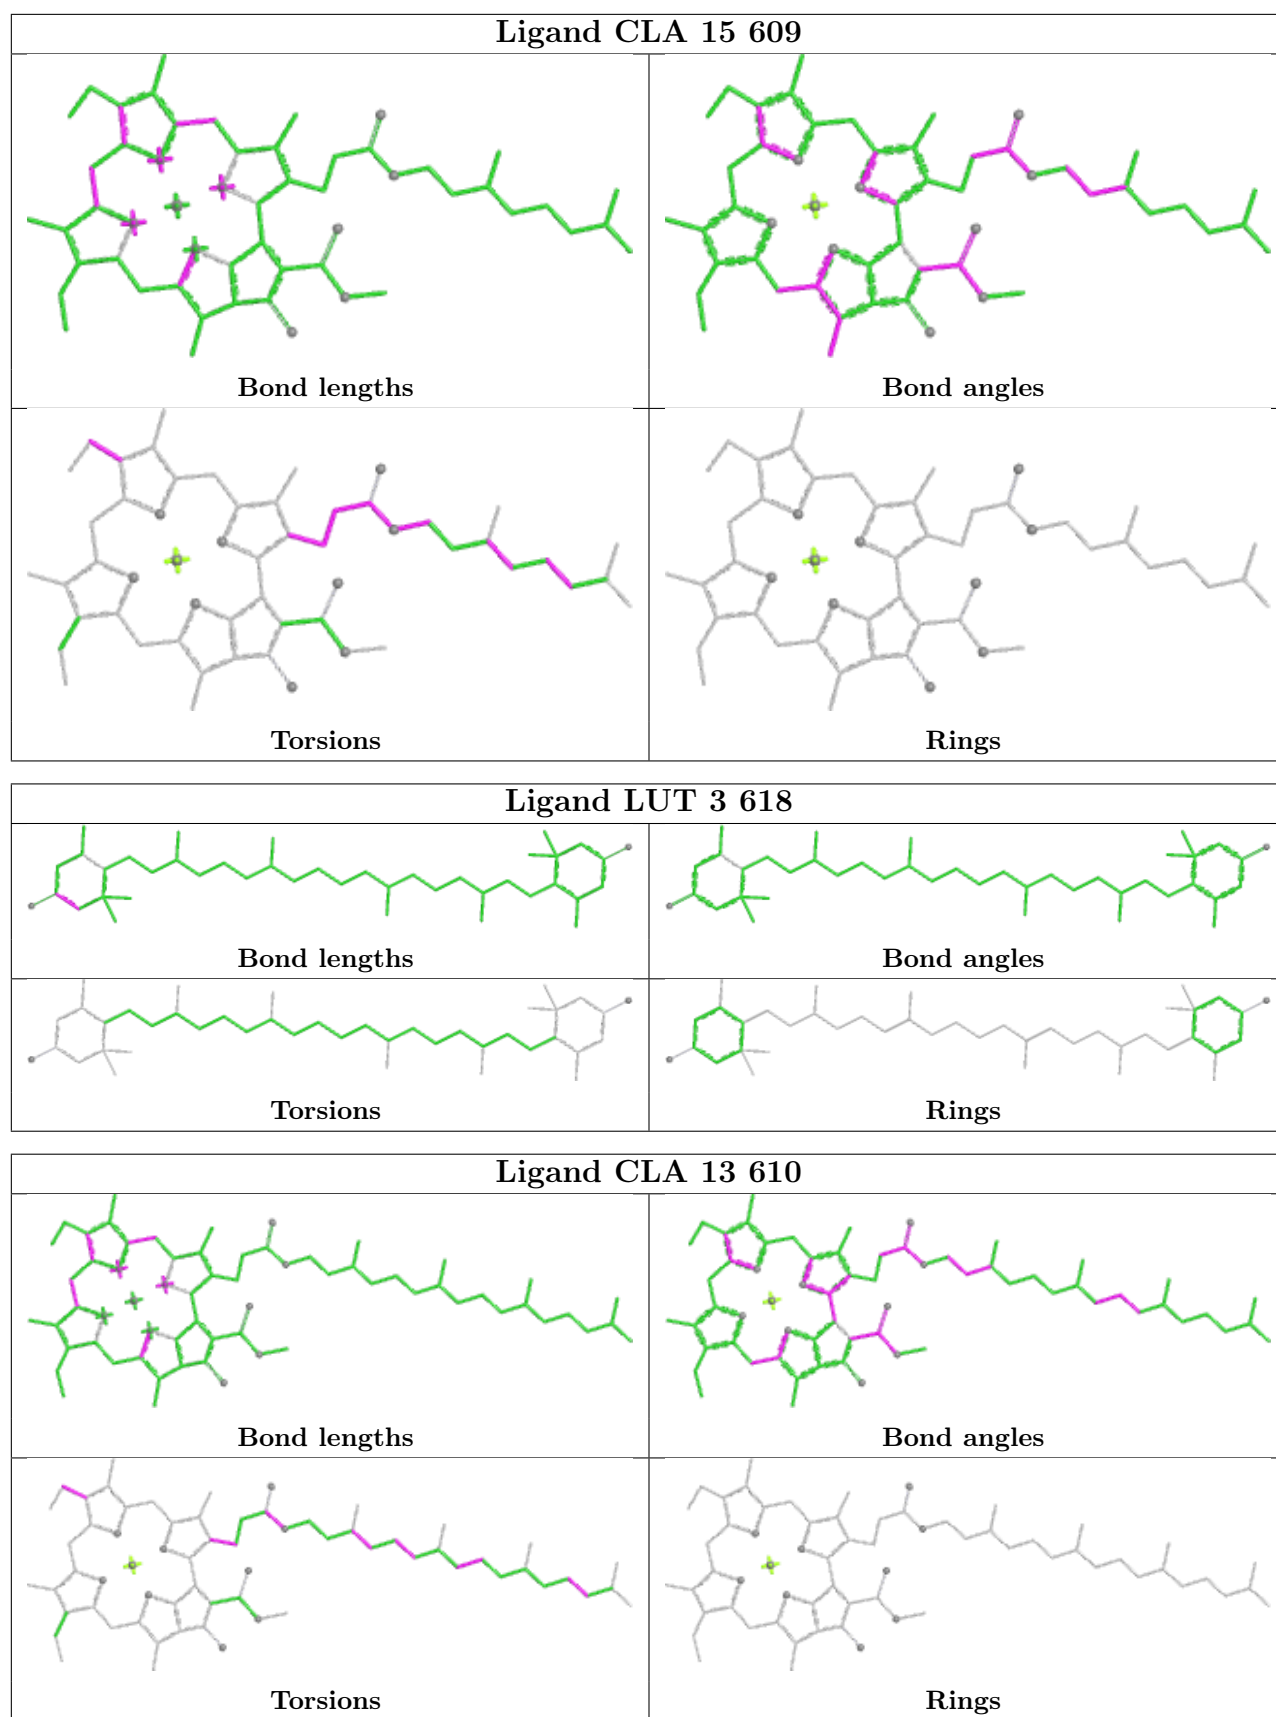 Ligand CLA 15 609
Bond lengths
Bond angles
Torsions
Rings
Ligand LUT 3 618
Bond lengths
Bond angles
Torsions
Rings
Ligand CLA 13 610
Bond lengths
Bond angles
Torsions
Rings